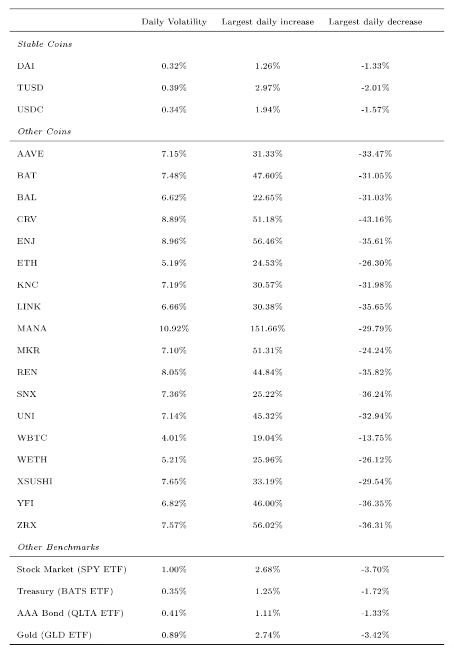 Daily Volatility Largest daily increase Largest daily decrease
Stable Coins
DAI 0.32% 1.26% -1.33%
TUSD 0.39% 2.97% -2.01%
USDC 0.34% 1.94% -1.57%
Other Coins
AAVE 7.15% 31.33% -33.47%
BAT 7.48% 47.60% -31.05%
BAL 6.62% 22.65% -31.03%
CRV 8.89% 51.18% -43.16%
ENJ 8.96% 56.46% -35.61%
ETH 5.19% 24.53% -26.30%
KNC 7.19% 30.57% -31.98%
LINK 6.66% 30.38% -35.65%
MANA 10.92% 151.66% -29.79%
MKR 7.10% 51.31% -24.24%
REN 8.05% 44.84% -35.82%
SNX 7.36% 25.22% -36.24%
UNI 7.14% 45.32% -32.94%
WBTC 4.01% 19.04% -13.75%
WETH 5.21% 25.96% -26.12%
XSUSHI 7.65% 33.19% -29.54%
YFI 6.82% 46.00% -36.35%
ZRX 7.57% 56.02% -36.31%
Other Benchmarks
Stock Market (SPY ETF) 1.00% 2.68% -3.70%
Treasury (BATS ETF) 0.35% 1.25% -1.72%
AAA Bond (QLTA ETF) 0.41% 1.11% -1.33%
Gold (GLD ETF) 0.89% 2.74% -3.42%